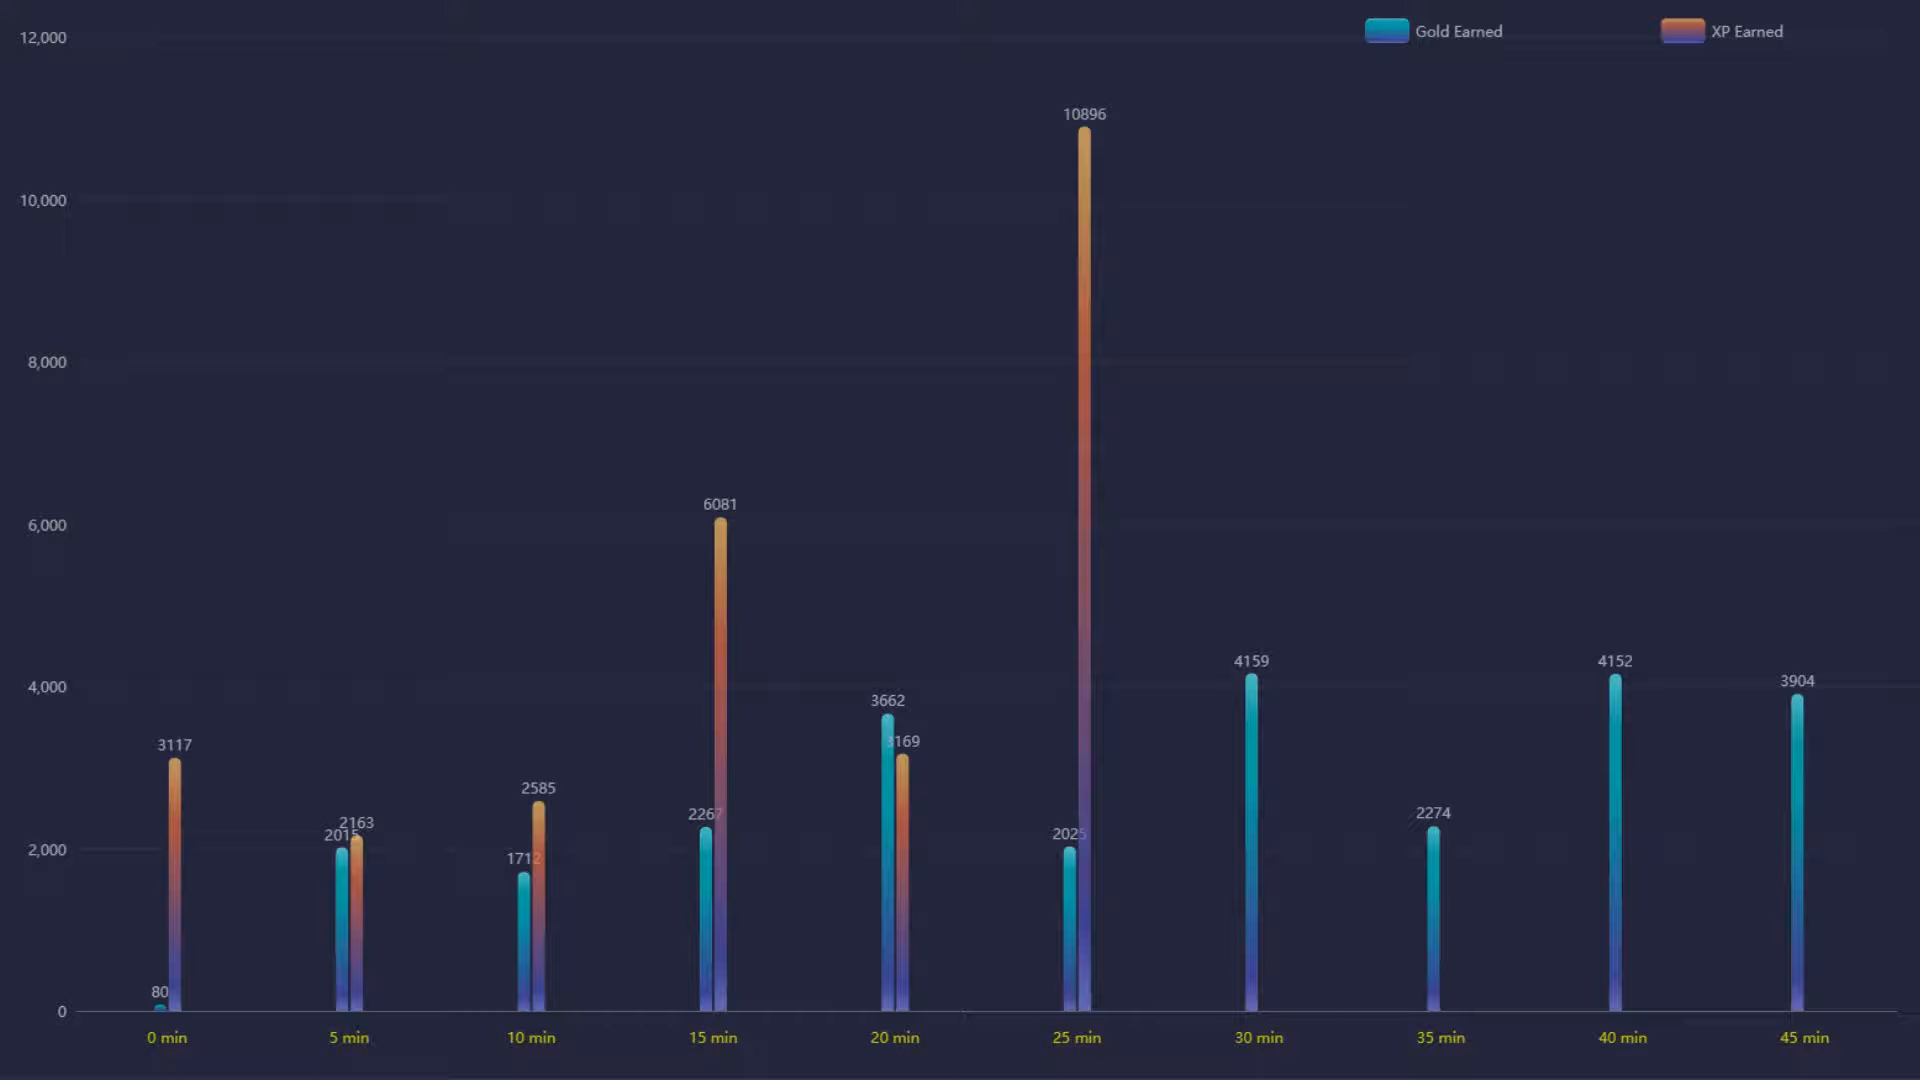 Gold Earned
XP Earned
12,000
10,000
8,000
6,000
4,000
2,000
0
80
3117
2015
2163
1712
2585
2267
6081
3662
3169
2025
10896
4159
2274
4152
3904
0 min
5 min
10 min
15 min
20 min
25 min
30 min
35 min
40 min
45 min